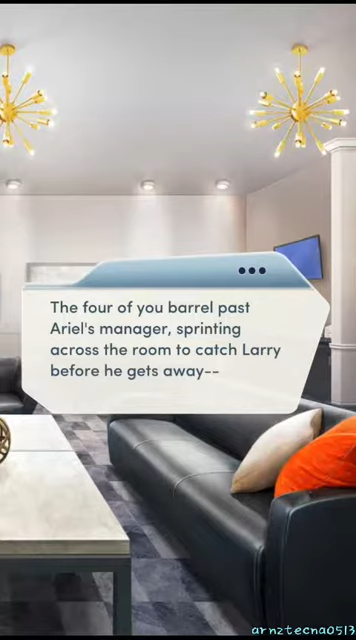 The four of you barrel past
Ariel's manager, sprinting
across the room to catch Larry
before he gets away--
arnztecna0513